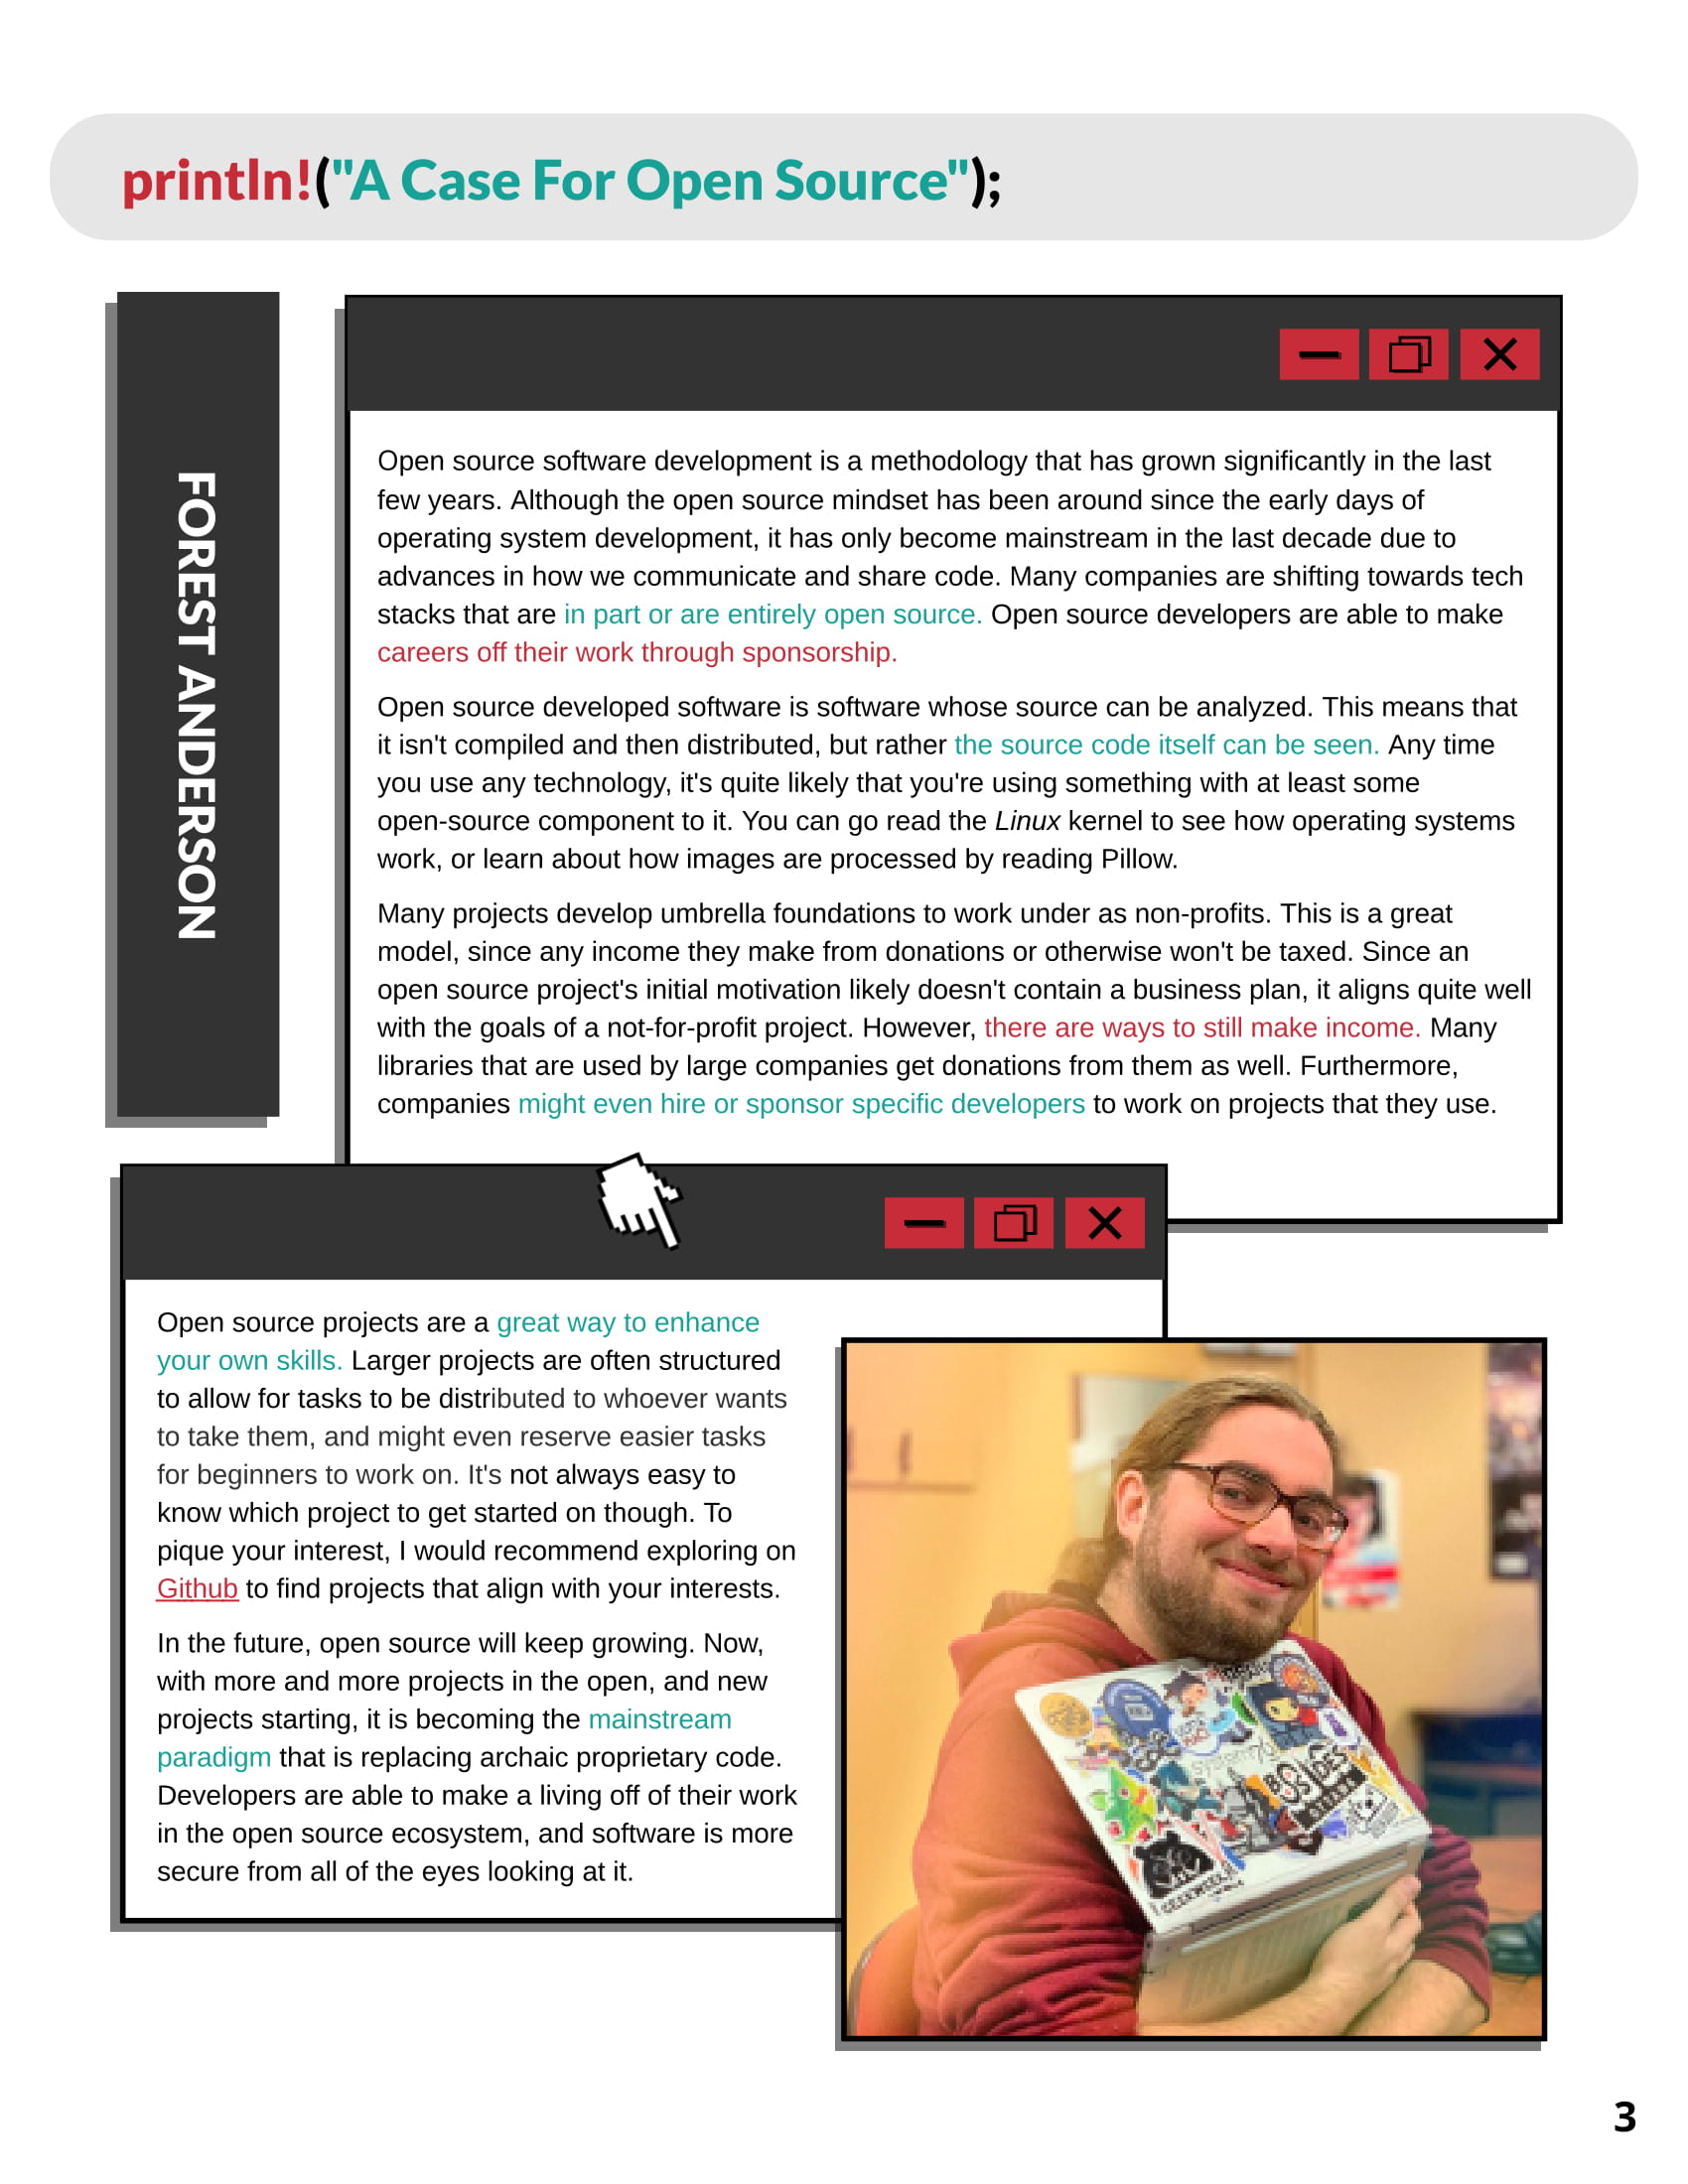 println!("A Case For Open Source");
FOREST ANDERSON
Open source software development is a methodology that has grown significantly in the last
few years. Although the open source mindset has been around since the early days of
operating system development, it has only become mainstream in the last decade due to
advances in how we communicate and share code. Many companies are shifting towards tech
stacks that are in part or are entirely open source. Open source developers are able to make
careers off their work through sponsorship.
Open source developed software is software whose source can be analyzed. This means that
it isn't compiled and then distributed, but rather the source code itself can be seen. Any time
you use any technology, it's quite likely that you're using something with at least some
open-source component to it. You can go read the Linux kernel to see how operating systems
work, or learn about how images are processed by reading Pillow.
Many projects develop umbrella foundations to work under as non-profits. This is a great
model, since any income they make from donations or otherwise won't be taxed. Since an
open source project's initial motivation likely doesn't contain a business plan, it aligns quite well
with the goals of a not-for-profit project. However, there are ways to still make income. Many
libraries that are used by large companies get donations from them as well. Furthermore,
companies might even hire or sponsor specific developers to work on projects that they use.
Open source projects are a great way to enhance
your own skills. Larger projects are often structured
to allow for tasks to be distributed to whoever wants
to take them, and might even reserve easier tasks
for beginners to work on. It's not always easy to
know which project to get started on though. To
pique your interest, I would recommend exploring on
Github to find projects that align with your interests.
In the future, open source will keep growing. Now,
with more and more projects in the open, and new
projects starting, it is becoming the mainstream
paradigm that is replacing archaic proprietary code.
Developers are able to make a living off of their work
in the open source ecosystem, and software is more
secure from all of the eyes looking at it.
3